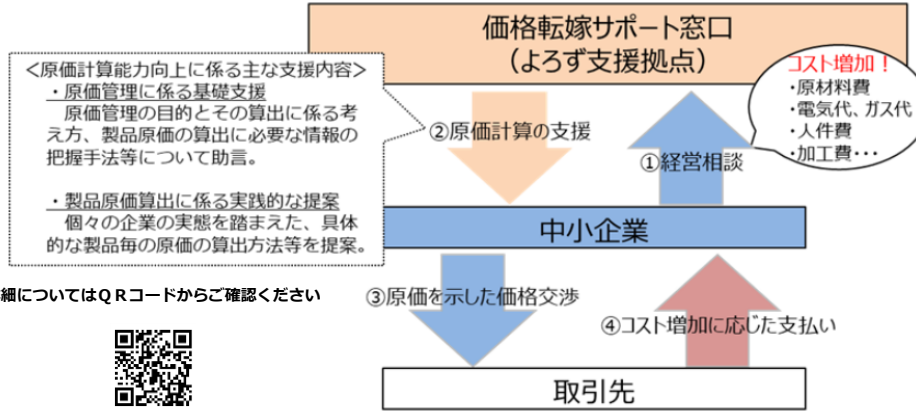 価格転嫁サポート窓口
（よろず支援拠点）
＜原価計算能力向上に係る主な支援内容＞
・原価管理に係る基礎支援
原価管理の目的とその算出に係る考
え方、製品原価の算出に必要な情報の
把握手法等について助言。
・製品原価算出に係る実践的な提案
個々の企業の実態を踏まえた、具体
的な製品毎の原価の算出方法等を提案。
コスト増加！
・原材料費
・電気代、ガス代
・人件費
・加工費・・・
②原価計算の支援
①経営相談
中小企業
細についてはＱＲコードからご確認ください
③原価を示した価格交渉
④コスト増加に応じた支払い
取引先